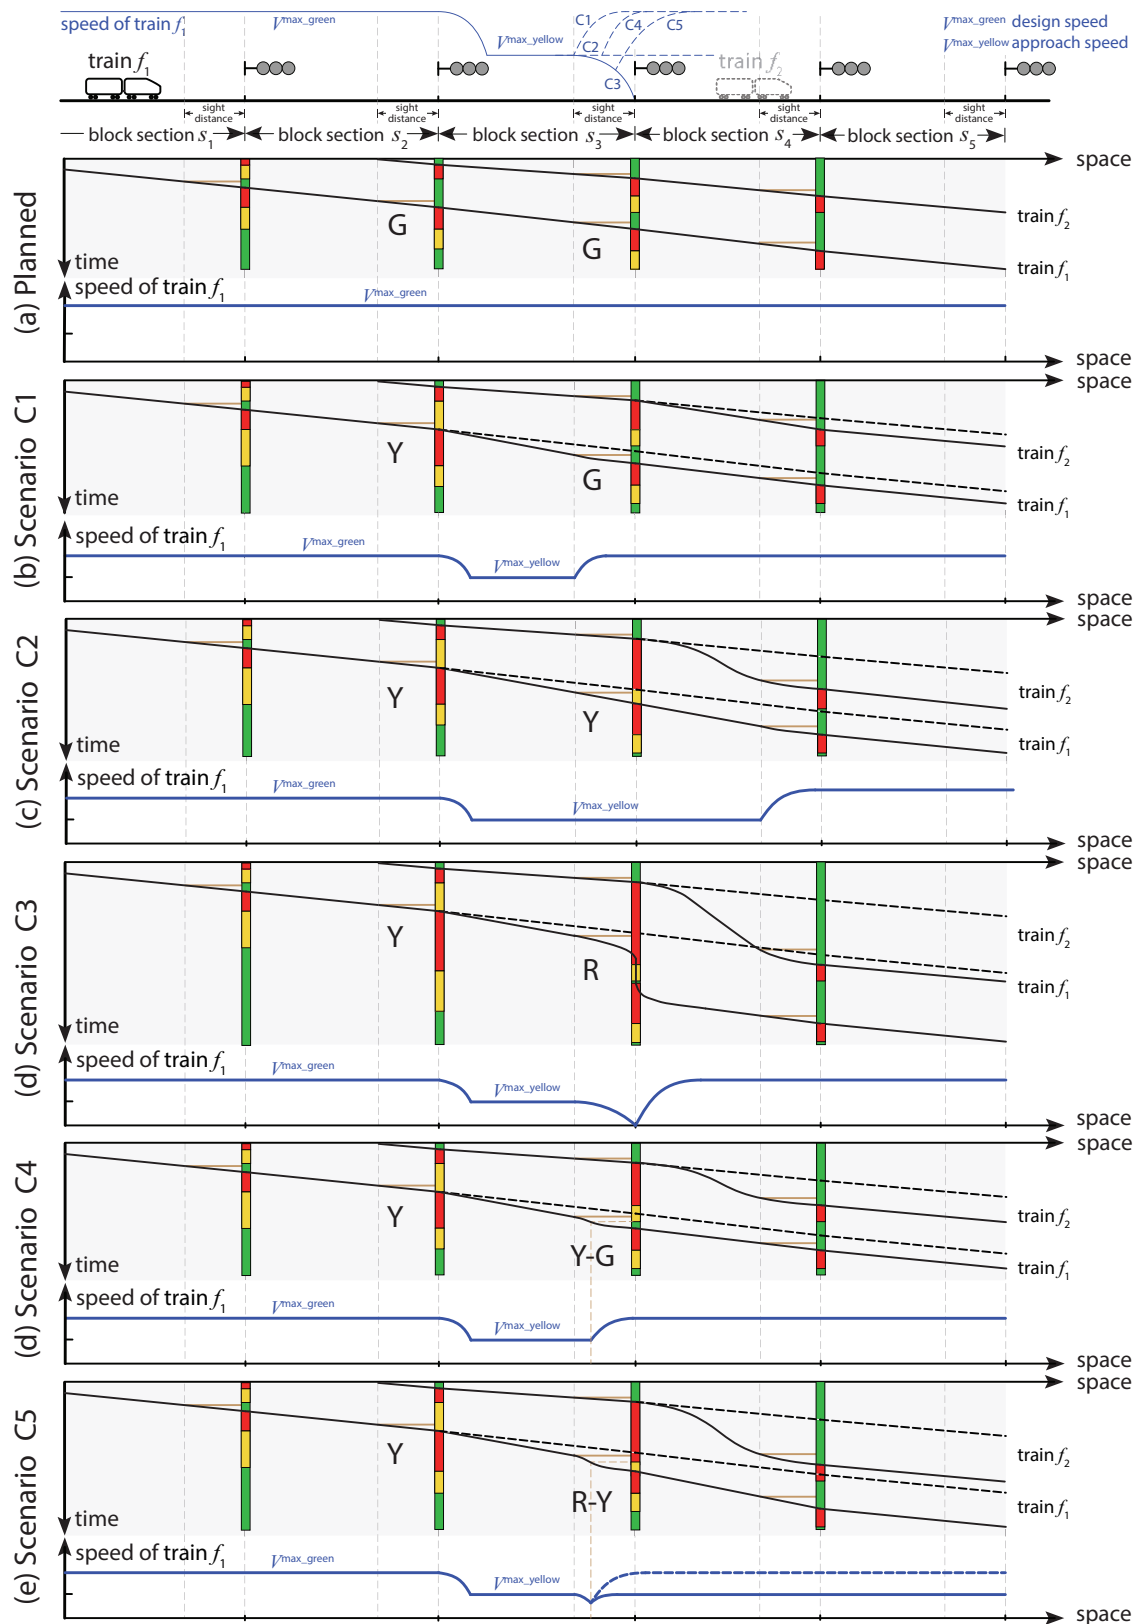 speed of train f1 Vmax_green C1 C4 C5 Vmax_green design speed
Vmax_yellow C2 Vmax_yellow approach speed
train f1 C3 train f2
sight distance sight distance sight distance sight distance sight distance
block section s1 block section s2 block section s3 block section s4 block section s5
(a) Planned
space
G
G
train f2
train f1
time
speed of train f1
Vmax_green
space
(b) Scenario C1
space
Y
G
train f2
train f1
time
speed of train f1
Vmax_green
Vmax_yellow
space
(c) Scenario C2
space
Y
Y
train f2
train f1
time
speed of train f1
Vmax_green
Vmax_yellow
space
(d) Scenario C3
space
Y
R
train f2
train f1
time
speed of train f1
Vmax_green
Vmax_yellow
space
(d) Scenario C4
space
Y
Y-G
train f2
train f1
time
speed of train f1
Vmax_green
Vmax_yellow
space
(e) Scenario C5
space
Y
R-Y
train f2
train f1
time
speed of train f1
Vmax_green
Vmax_yellow
space